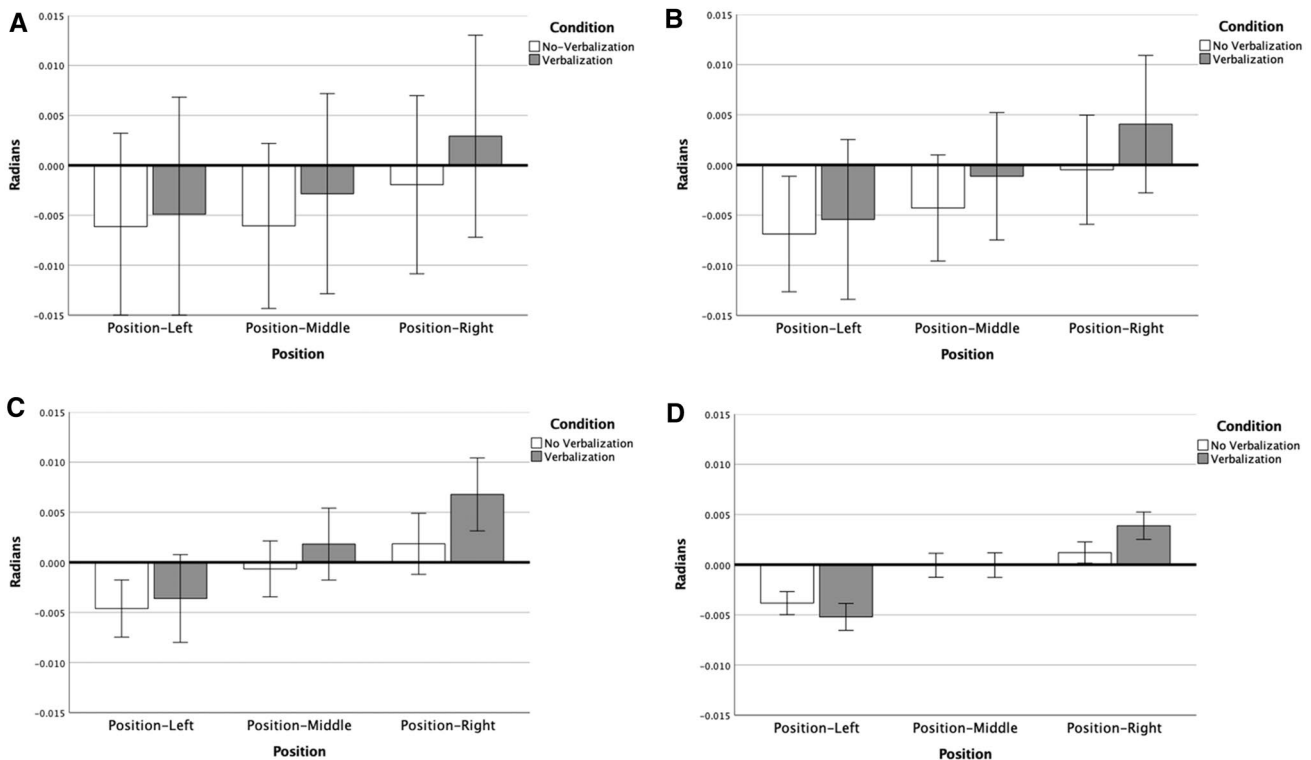 A
0.015
0.010
0.005
0.000
−0.005
−0.010
−0.015
Radians
Position-Left
Position-Middle
Position-Right
Position
Condition
No-Verbalization
Verbalization
B
0.015
0.010
0.005
0.000
−0.005
−0.010
−0.015
Radians
Position-Left
Position-Middle
Position-Right
Position
Condition
No Verbalization
Verbalization
C
0.015
0.010
0.005
0.000
−0.005
−0.010
−0.015
Radians
Position-Left
Position-Middle
Position-Right
Position
Condition
No Verbalization
Verbalization
D
0.015
0.010
0.005
0.000
−0.005
−0.010
−0.015
Radians
Position-Left
Position-Middle
Position-Right
Position
Condition
No Verbalization
Verbalization